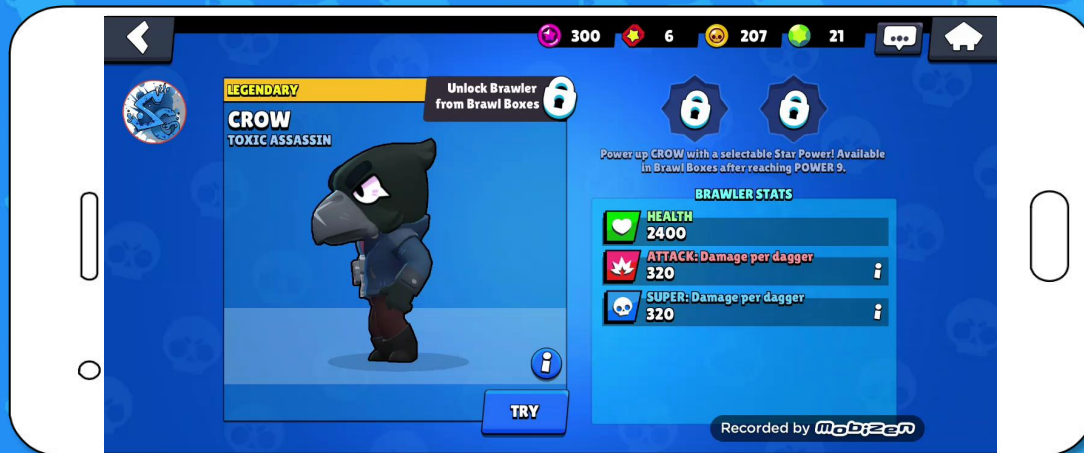 300 6 207 21
LEGENDARY
Unlock Brawler
from Brawl Boxes
CROW
TOXIC ASSASSIN
Power up CROW with a selectable Star Power! Available
in Brawl Boxes after reaching POWER 9.
BRAWLER STATS
HEALTH
2400
ATTACK: Damage per dagger
320
SUPER: Damage per dagger
320
TRY
Recorded by Mobizen